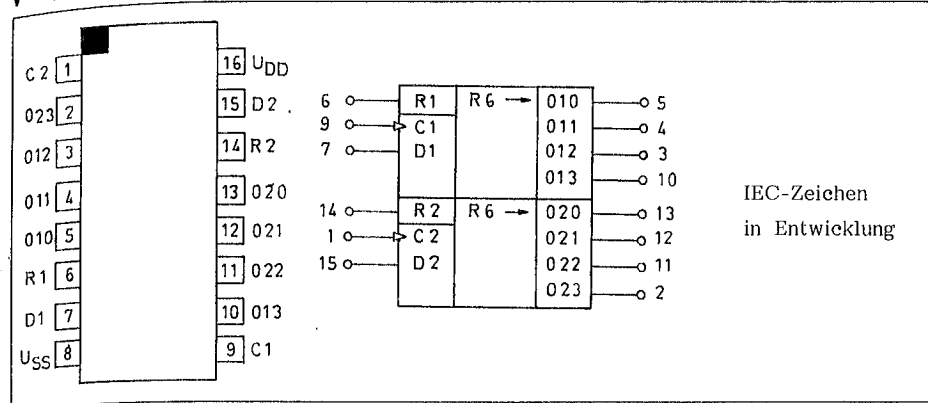 C2 1
023 2
012 3
011 4
010 5
R1 6
D1 7
USS 8
16 UDD
15 D2
14 R2
13 020
12 021
11 022
10 013
9 C1
6 R1 RG → 010 5
9 C1 011 4
7 D1 012 3
013 10
14 R2 R6 → 020 13
1 C2 021 12
15 D2 022 11
023 2
IEC-Zeichen
in Entwicklung